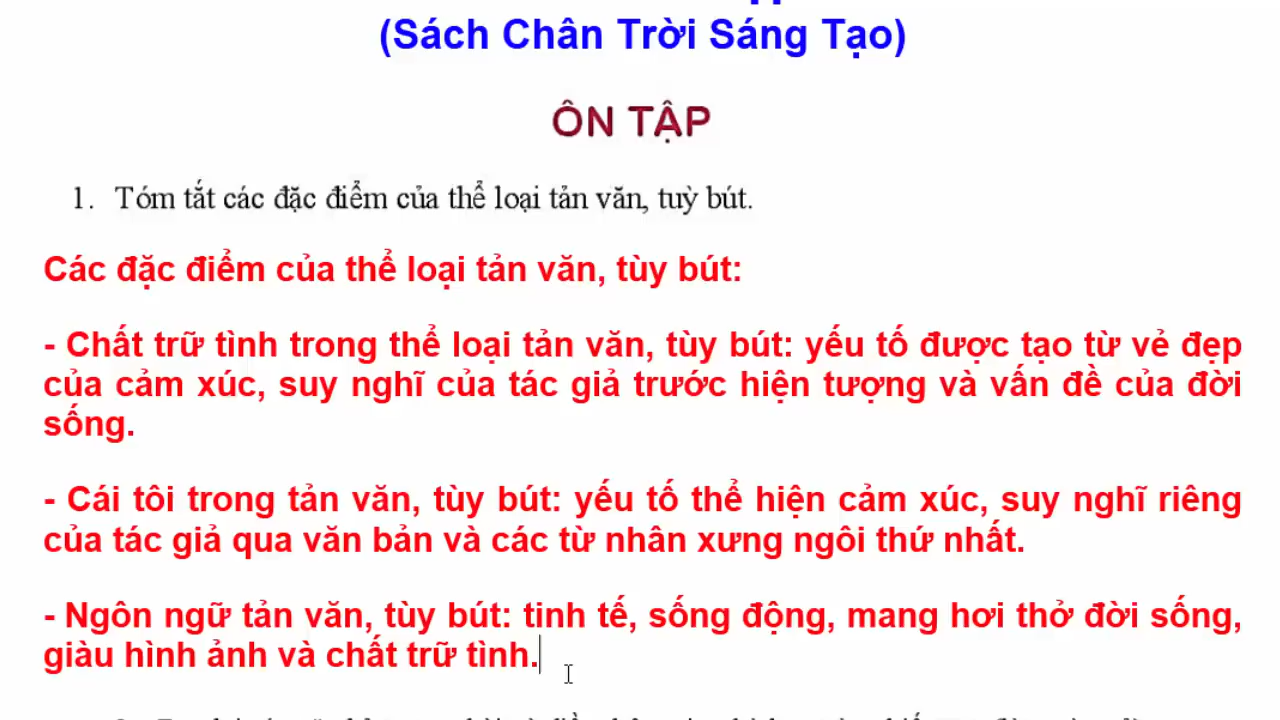 (Sách Chân Trời Sáng Tạo)
ÔN TẬP
1. Tóm tắt các đặc điểm của thể loại tản văn, tuỳ bút.
Các đặc điểm của thể loại tản văn, tùy bút:
- Chất trữ tình trong thể loại tản văn, tùy bút: yếu tố được tạo từ vẻ đẹp
của cảm xúc, suy nghĩ của tác giả trước hiện tượng và vấn đề của đời
sống.
- Cái tôi trong tản văn, tùy bút: yếu tố thể hiện cảm xúc, suy nghĩ riêng
của tác giả qua văn bản và các từ nhân xưng ngôi thứ nhất.
- Ngôn ngữ tản văn, tùy bút: tinh tế, sống động, mang hơi thở đời sống,
giàu hình ảnh và chất trữ tình.